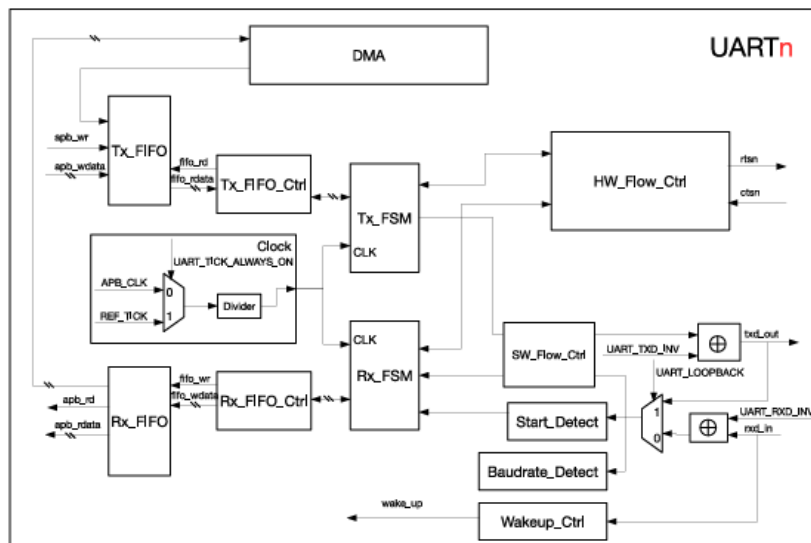 DMA
UARTn
apb_wr
Tx_FIFO
apb_wdata
fifo_rd
fifo_rdata
Tx_FIFO_Ctrl
Tx_FSM
CLK
HW_Flow_Ctrl
rtsn
ctsn
Clock
UART_TICK_ALWAYS_ON
APB_CLK
0
REF_TICK
1
Divider
CLK
Rx_FSM
SW_Flow_Ctrl
UART_TXD_INV
txd_out
UART_LOOPBACK
fifo_wr
fifo_wdata
Rx_FIFO_Ctrl
apb_rd
Rx_FIFO
apb_rdata
Start_Detect
1
0
UART_RXD_INV
rxd_in
Baudrate_Detect
wake_up
Wakeup_Ctrl